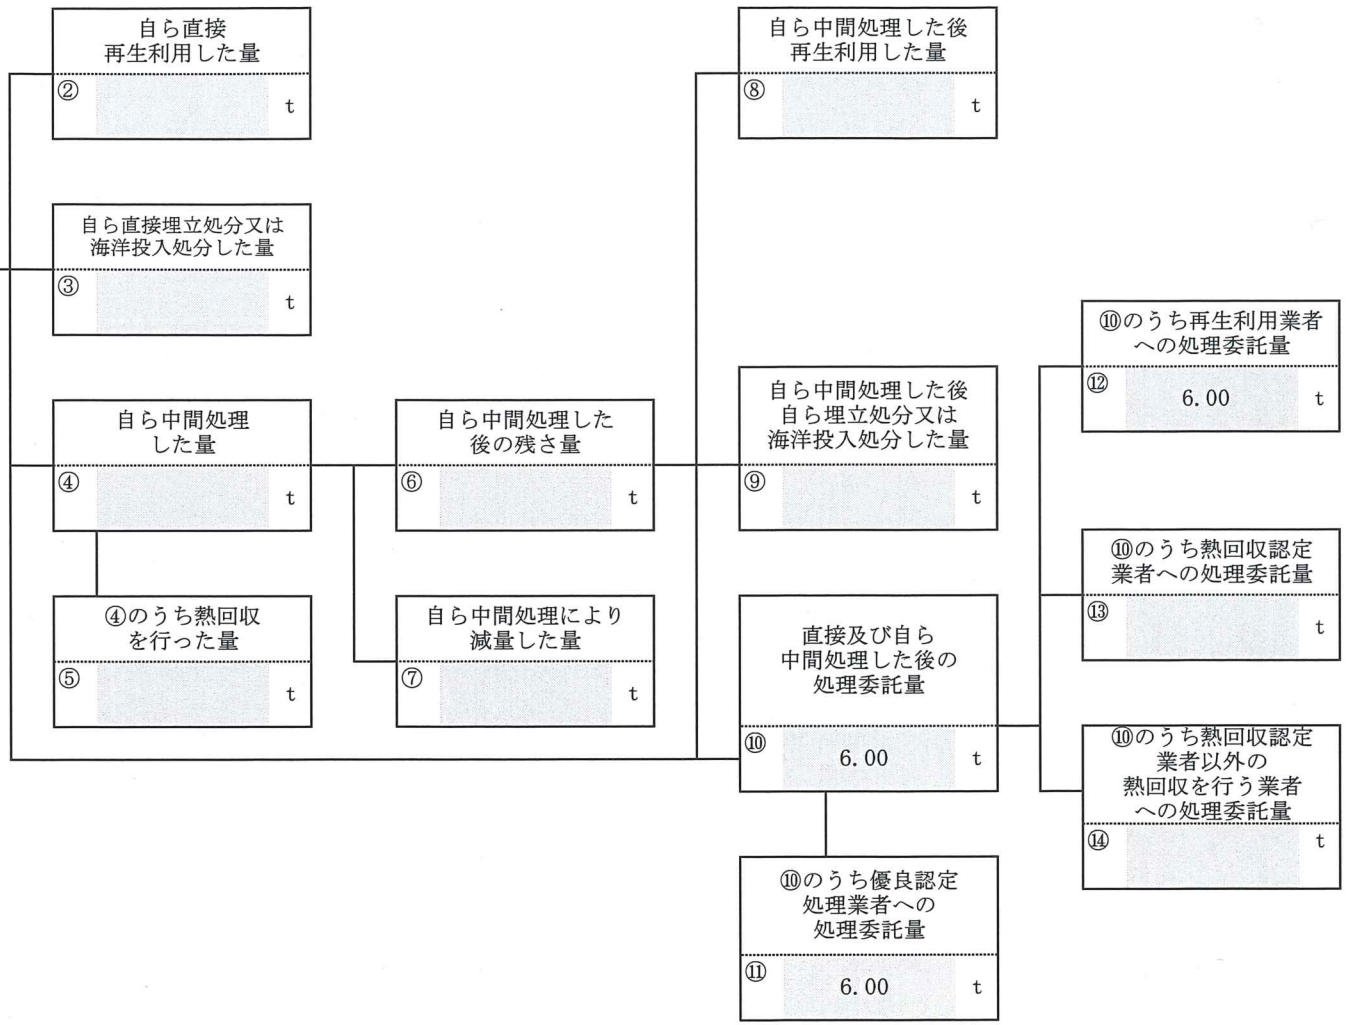 自ら直接
再生利用した量
②
t
自ら直接埋立処分又は
海洋投入処分した量
③
t
自ら中間処理
した量
④
t
④のうち熱回収
を行った量
⑤
t
自ら中間処理した
後の残さ量
⑥
t
自ら中間処理により
減量した量
⑦
t
自ら中間処理した後
再生利用した量
⑧
t
自ら中間処理した後
自ら埋立処分又は
海洋投入処分した量
⑨
t
直接及び自ら
中間処理した後の
処理委託量
⑩ 6.00 t
⑩のうち優良認定
処理業者への
処理委託量
⑪ 6.00 t
⑩のうち再生利用業者
への処理委託量
⑫ 6.00 t
⑩のうち熱回収認定
業者への処理委託量
⑬
t
⑩のうち熱回収認定
業者以外の
熱回収を行う業者
への処理委託量
⑭
t